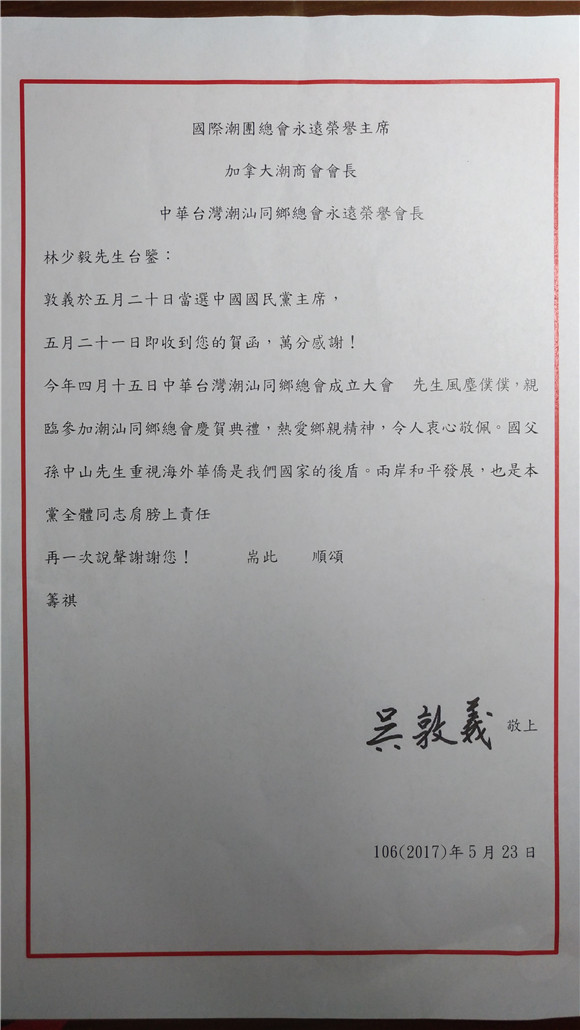 國際潮團總會永遠榮譽主席
加拿大潮商會會長
中華台灣潮汕同鄉總會永遠榮譽會長
林少毅先生台鑒：
敦義於五月二十日當選中國國民黨主席，
五月二十一日即收到您的賀函，萬分感謝！
今年四月十五日中華台灣潮汕同鄉總會成立大會　先生風塵僕僕，親
臨參加潮汕同鄉總會慶賀典禮，熱愛鄉親精神，令人衷心敬佩。國父
孫中山先生重視海外華僑是我們國家的後盾。兩岸和平發展，也是本
黨全體同志肩膀上責任
再一次說聲謝謝您！　　　耑此　　順頌
籌祺
吳敦義 敬上
106(2017)年5月23日